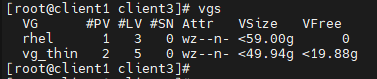 [root@client1 client3]# vgs
  VG      #PV #LV #SN Attr   VSize   VFree
  rhel      1   3   0 wz--n- <59.00g      0
  vg_thin   2   5   0 wz--n- <49.94g <19.88g
[root@client1 client3]#